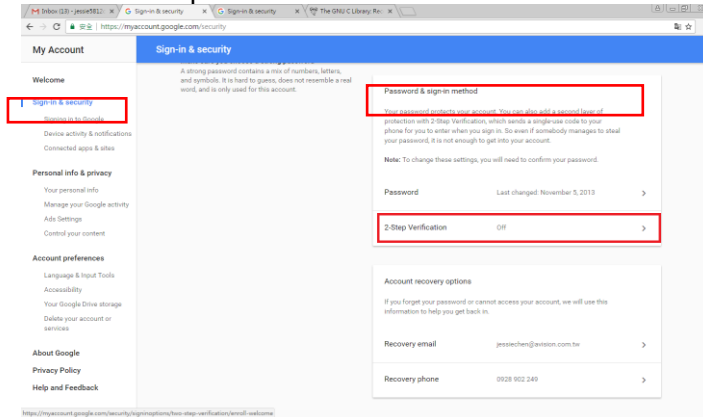 Inbox (13) - jessie5812
Sign-in & security
Sign-in & security
The GNU C Library: Rec
安全 | https://myaccount.google.com/security
My Account
Sign-in & security
A strong password contains a mix of numbers, letters,
and symbols. It is hard to guess, does not resemble a real
word, and is only used for this account.
Welcome
Sign-in & security
Signing in to Google
Device activity & notifications
Connected apps & sites
Personal info & privacy
Your personal info
Manage your Google activity
Ads Settings
Control your content
Account preferences
Language & Input Tools
Accessibility
Your Google Drive storage
Delete your account or
services
About Google
Privacy Policy
Help and Feedback
Password & sign-in method
Your password protects your account. You can also add a second layer of
protection with 2-Step Verification, which sends a single-use code to your
phone for you to enter when you sign in. So even if somebody manages to steal
your password, it is not enough to get into your account.
Note: To change these settings, you will need to confirm your password.
Password
Last changed: November 5, 2013
2-Step Verification
Off
Account recovery options
If you forget your password or cannot access your account, we will use this
information to help you get back in.
Recovery email
jessiechen@avision.com.tw
Recovery phone
0928 902 249
https://myaccount.google.com/security/signinoptions/two-step-verification/enroll-welcome